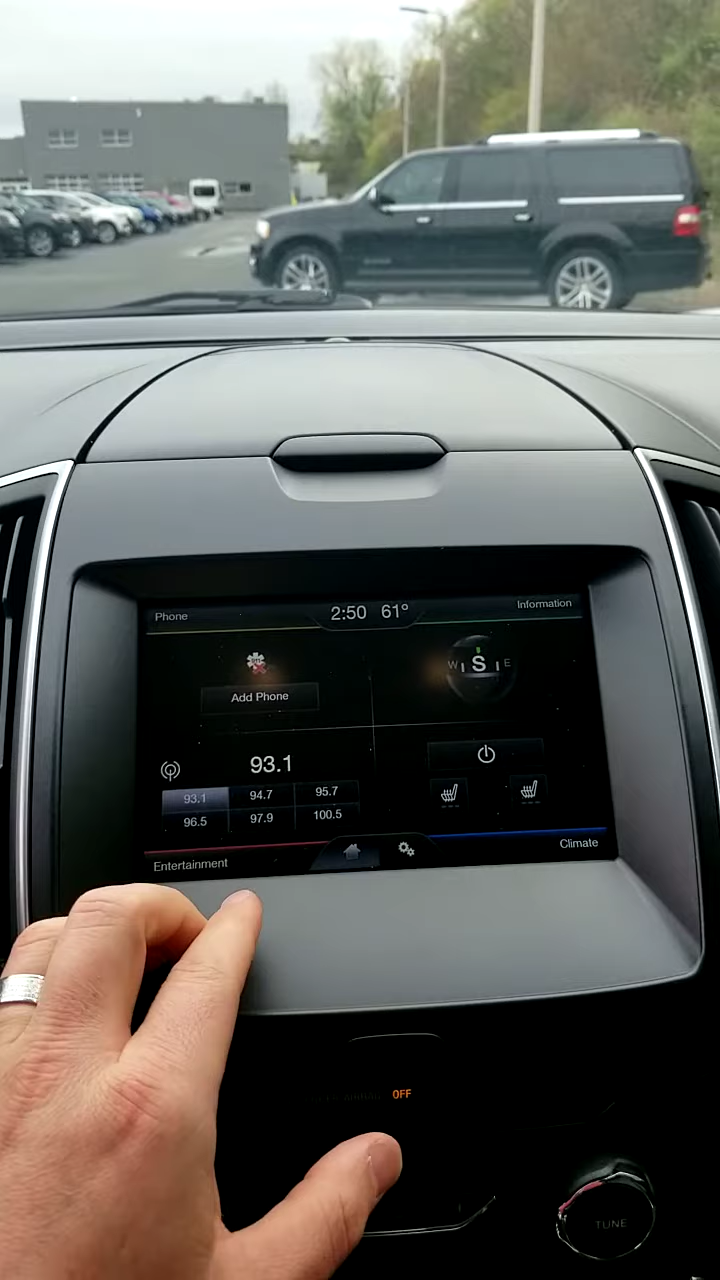 Phone
2:50 61°
Information
Add Phone
W S E
93.1
93.1 94.7 95.7
96.5 97.9 100.5
Entertainment
Climate
OFF
TUNE